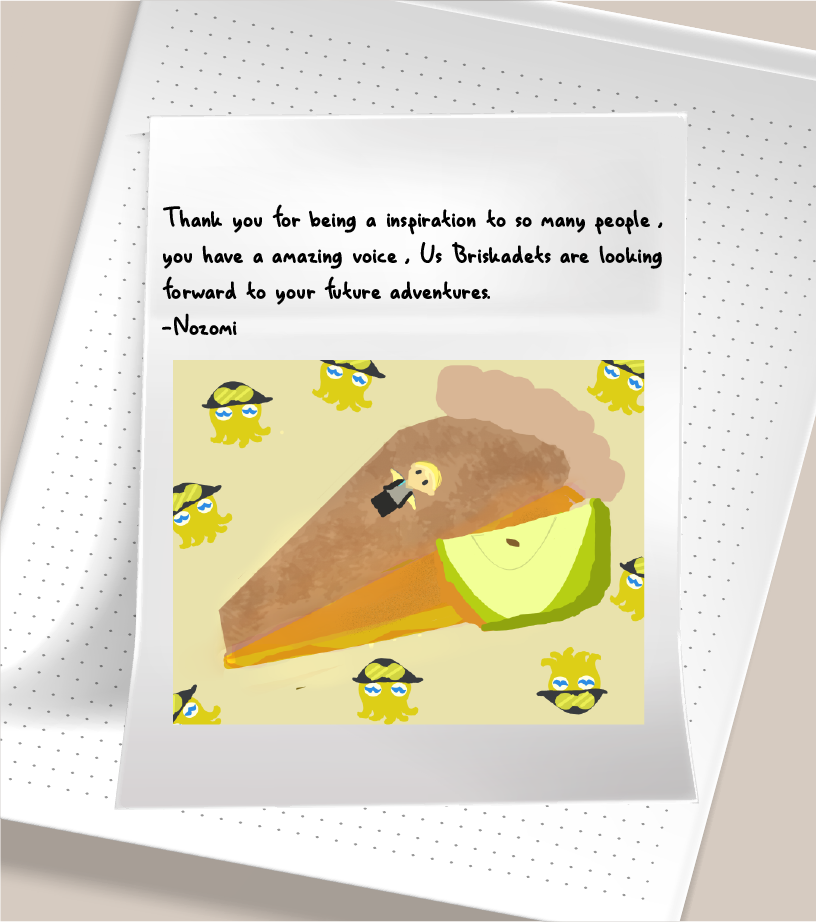 Thank you for being a inspiration to so many people ,
you have a amazing voice , Us Briskadets are looking
forward to your future adventures.
-Nozomi